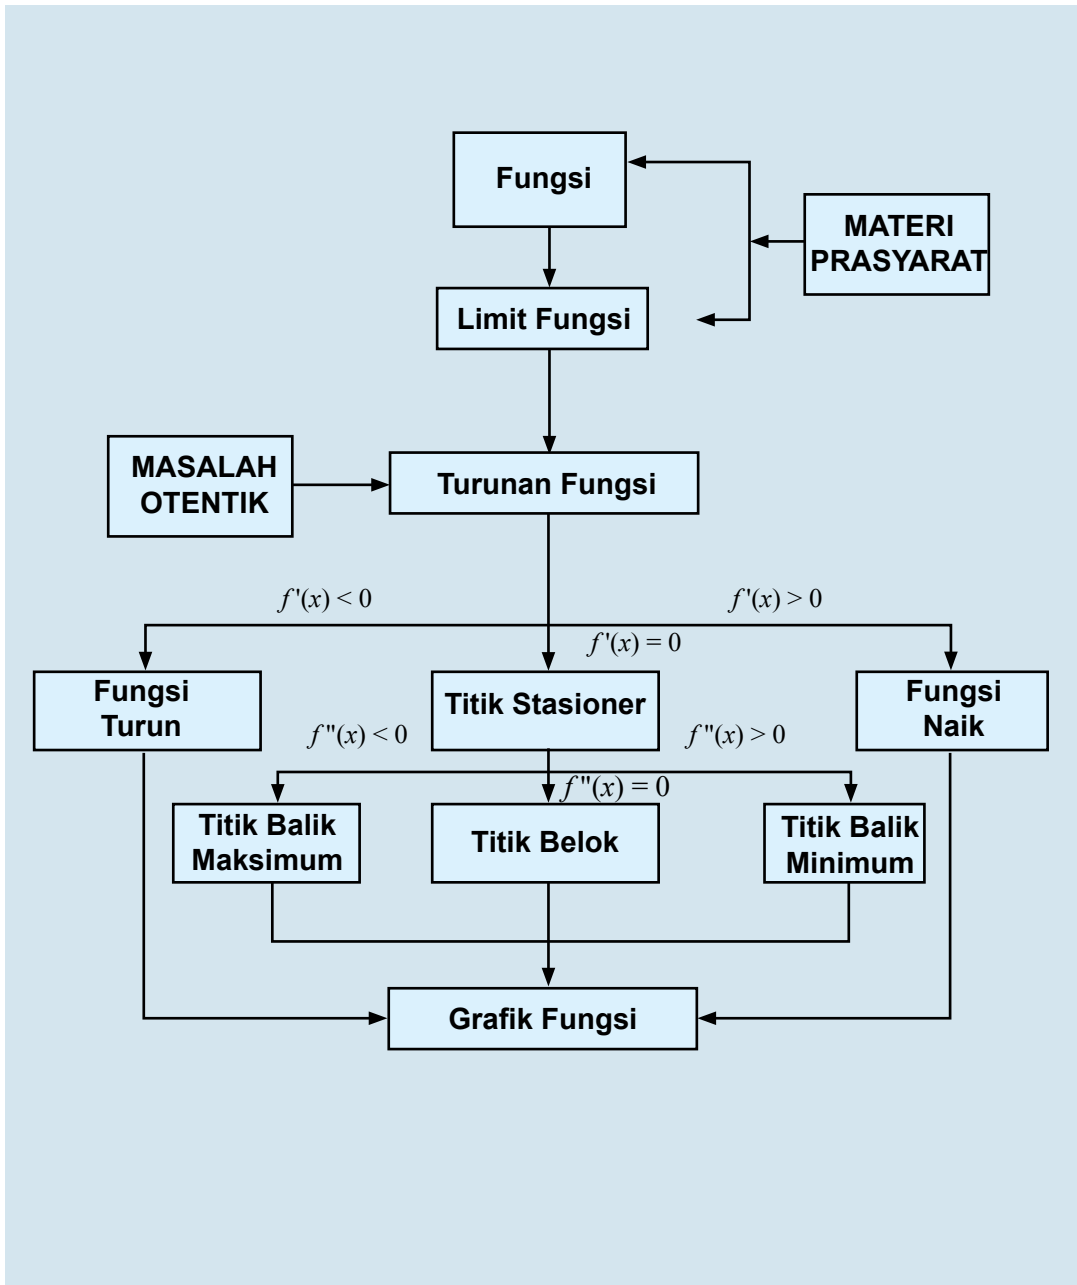 Fungsi
MATERI
PRASYARAT
Limit Fungsi
MASALAH
OTENTIK
Turunan Fungsi
f'(x) < 0
f'(x) > 0
f'(x) = 0
Fungsi
Turun
Titik Stasioner
Fungsi
Naik
f"(x) < 0
f"(x) > 0
f"(x) = 0
Titik Balik
Maksimum
Titik Belok
Titik Balik
Minimum
Grafik Fungsi